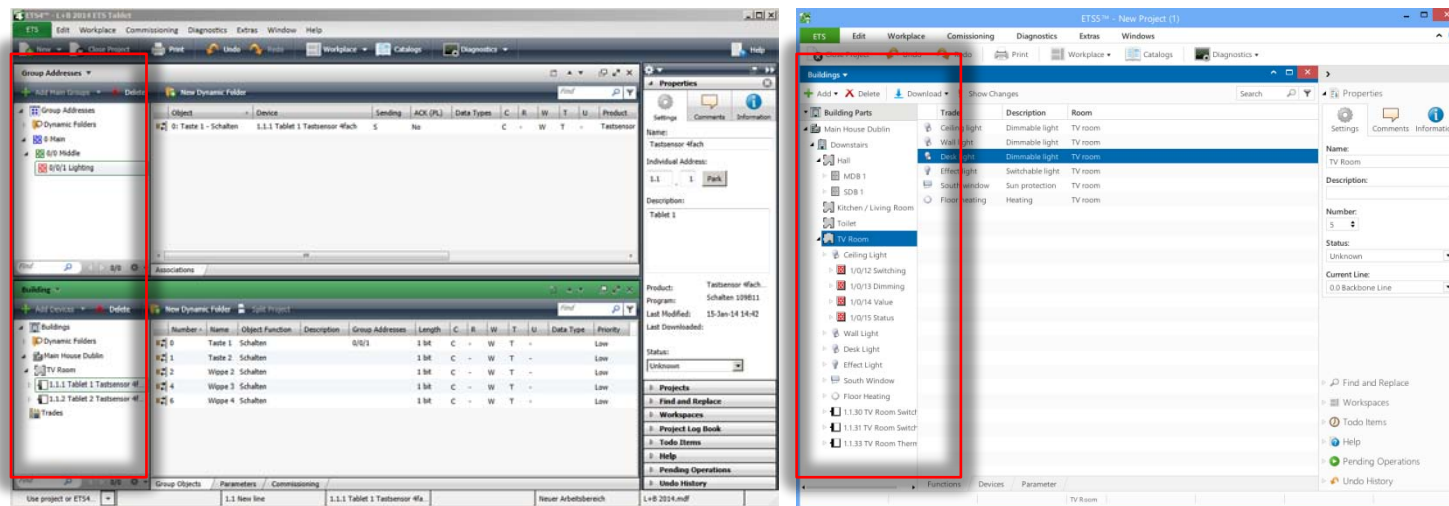 ETS4™ - L+B 2014 ETS Tablet
ETS Edit Workplace Commissioning Diagnostics Extras Window Help
New Close Project Print Undo Redo Workplace Catalogs Diagnostics Help
Group Addresses
Add Main Groups Delete New Dynamic Folder Find
Group Addresses
Dynamic Folders
0 Main
0/0 Middle
0/0/1 Lighting
Object Device Sending ACK (PL) Data Types C R W T U Product
0: Taste 1 - Schalten 1.1.1 Tablet 1 Tastsensor 4fach S No C - W T - Tastsensor
Find 0/0 Associations
Building
Add Devices Delete New Dynamic Folder Split Project Find
Buildings
Dynamic Folders
Main House Dublin
TV Room
1.1.1 Tablet 1 Tastsensor 4f...
1.1.2 Tablet 2 Tastsensor 4f...
Trades
Number Name Object Function Description Group Addresses Length C R W T U Data Type Priority
0 Taste 1 Schalten 0/0/1 1 bit C - W T - Low
1 Taste 2 Schalten 1 bit C - W T - Low
2 Wippe 2 Schalten 1 bit C - W T - Low
4 Wippe 3 Schalten 1 bit C - W T - Low
6 Wippe 4 Schalten 1 bit C - W T - Low
0/0 Group Objects Parameters Commissioning
Properties
Settings Comments Information
Name:
Tastsensor 4fach
Individual Address:
1.1 . 1 Park
Description:
Tablet 1
Product: Tastsensor 4fach...
Program: Schalten 109811
Last Modified: 15-Jan-14 14:42
Last Downloaded:
Status:
Unknown
Projects
Find and Replace
Workspaces
Project Log Book
Todo Items
Help
Pending Operations
Undo History
Use project or ETS4... 1.1 New line 1.1.1 Tablet 1 Tastsensor 4fa... Neuer Arbeitsbereich L+B 2014.mdf
ETS5™ - New Project (1)
ETS Edit Workplace Comissioning Diagnostics Extras Windows
Close Project Undo Redo Print Workplace Catalogs Diagnostics
Buildings
Add Delete Download Show Changes Search
Building Parts
Main House Dublin
Downstairs
Hall
MDB 1
SDB 1
Kitchen / Living Room
Toilet
TV Room
Ceiling Light
1/0/12 Switching
1/0/13 Dimming
1/0/14 Value
1/0/15 Status
Wall Light
Desk Light
Effect Light
South Window
Floor Heating
1.1.30 TV Room Switch
1.1.31 TV Room Switch
1.1.33 TV Room Therm
Trade Description Room
Ceiling light Dimmable light TV room
Wall light Dimmable light TV room
Desk light Dimmable light TV room
Effect light Switchable light TV room
South window Sun protection TV room
Floor heating Heating TV room
Functions Devices Parameter
TV Room
Properties
Settings Comments Informatio
Name:
TV Room
Description:
Number:
5
Status:
Unknown
Current Line:
0.0 Backbone Line
Find and Replace
Workspaces
Todo Items
Help
Pending Operations
Undo History